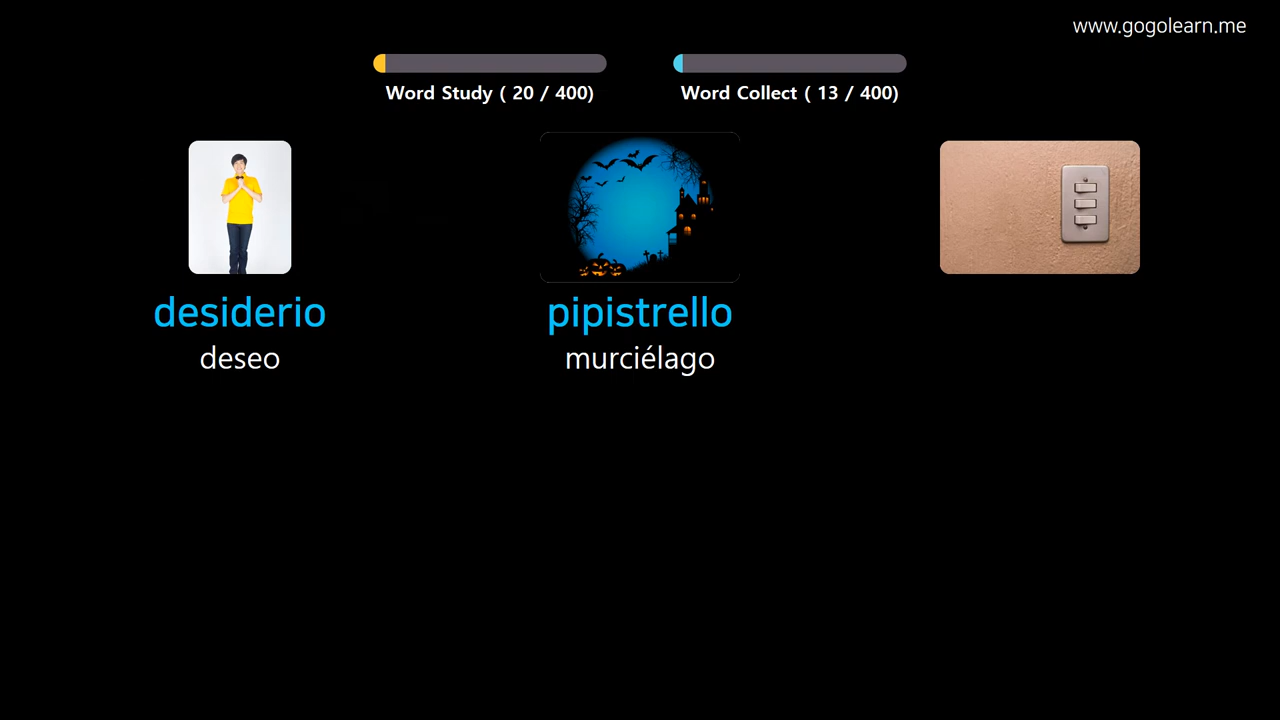 www.gogolearn.me
Word Study ( 20 / 400)
Word Collect ( 13 / 400)
desiderio
deseo
pipistrello
murciélago